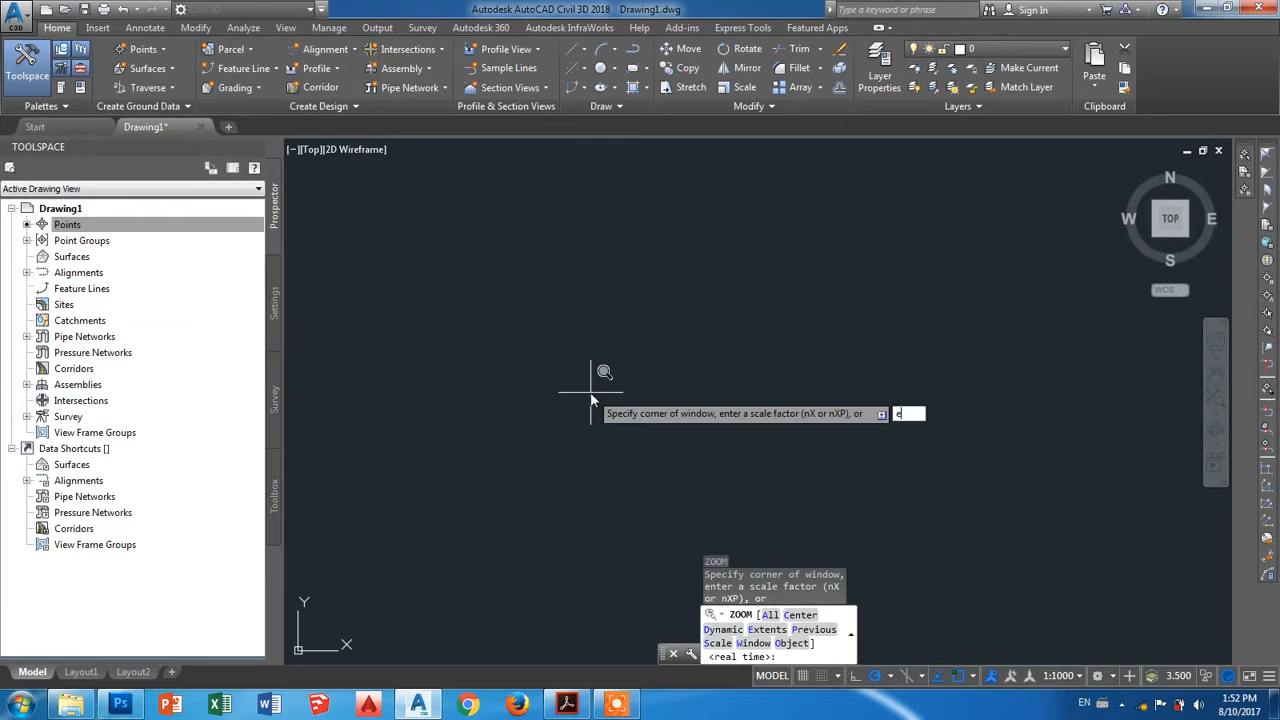 Civil 3D
Autodesk AutoCAD Civil 3D 2018 Drawing1.dwg
Type a keyword or phrase
Sign In
C3D
Home Insert Annotate Modify Analyze View Manage Output Survey Autodesk 360 Autodesk InfraWorks Help Add-ins Express Tools Featured Apps
Toolspace
Points
Surfaces
Traverse
Parcel
Feature Line
Grading
Alignment
Profile
Corridor
Intersections
Assembly
Pipe Network
Profile View
Sample Lines
Section Views
Move Rotate Trim
Copy Mirror Fillet
Stretch Scale Array
Layer
Properties
0
Make Current
Match Layer
Paste
Palettes Create Ground Data Create Design Profile & Section Views Draw Modify Layers Clipboard
Start Drawing1*
TOOLSPACE
Active Drawing View
Drawing1
Points
Point Groups
Surfaces
Alignments
Feature Lines
Sites
Catchments
Pipe Networks
Pressure Networks
Corridors
Assemblies
Intersections
Survey
View Frame Groups
Data Shortcuts []
Surfaces
Alignments
Pipe Networks
Pressure Networks
Corridors
View Frame Groups
Prospector
Settings
Survey
Toolbox
[−][Top][2D Wireframe]
N
W TOP E
S
WCS
Specify corner of window, enter a scale factor (nX or nXP), or e
ZOOM
Specify corner of window,
enter a scale factor (nX
or nXP), or
ZOOM [All Center
Dynamic Extents Previous
Scale Window Object]
<real time>:
Y
X
Model Layout1 Layout2 +
MODEL 1:1000 3.500
EN 1:52 PM
8/10/2017